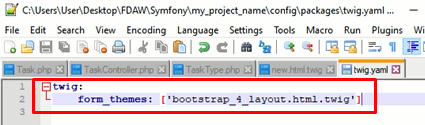 C:\Users\User\Desktop\FDAW\Symfony\my_project_name\config\packages\twig.yaml
File Edit Search View Encoding Language Settings Tools Macro Run Plugins
Task.php TaskController.php TaskType.php new.html.twig twig.yaml
1 twig:
2 form_themes: ['bootstrap_4_layout.html.twig']